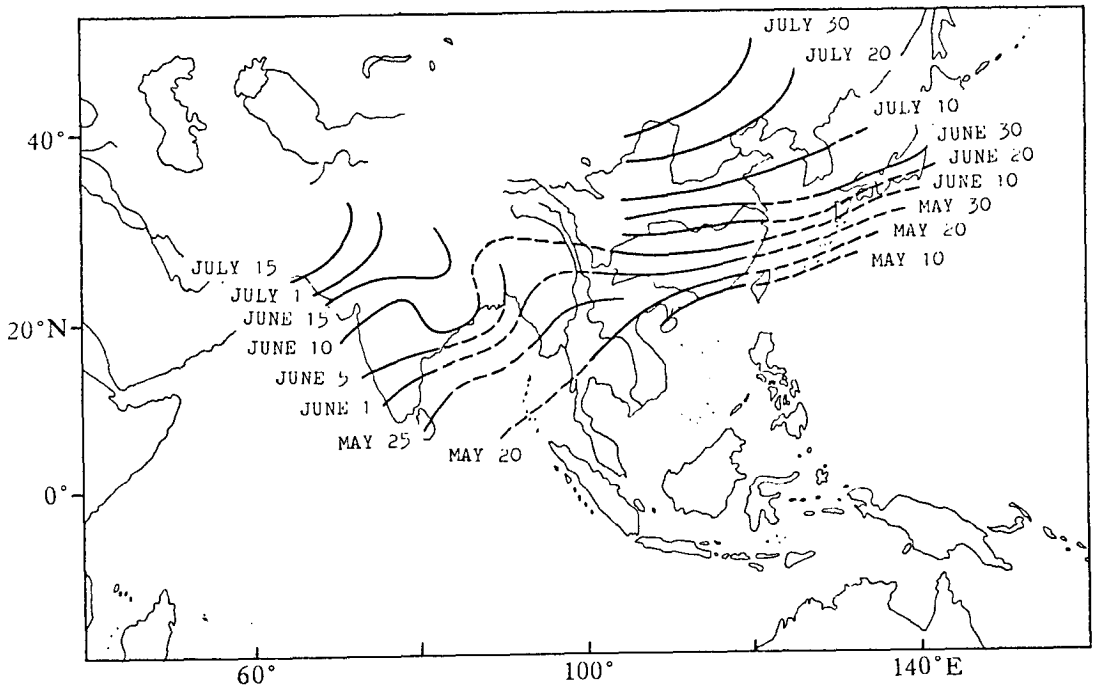 JULY 30
JULY 20
JULY 10
40°
JUNE 30
JUNE 20
JUNE 10
MAY 30
MAY 20
MAY 10
JULY 15
JULY 1
JUNE 15
20°N
JUNE 10
JUNE 5
JUNE 1
MAY 25
MAY 20
0°
60°
100°
140°E